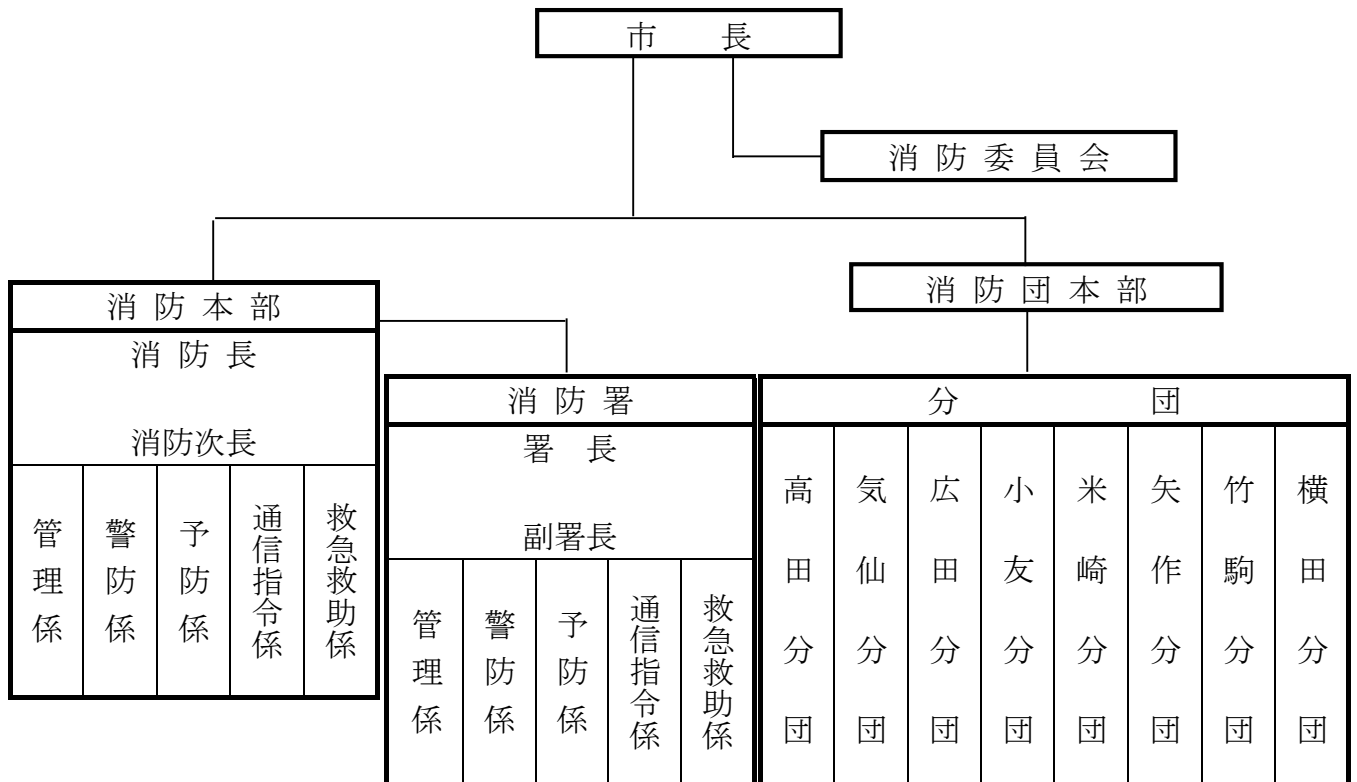 市　長
消防委員会
消防団本部
消防本部
消防長
消防次長
管理係
警防係
予防係
通信指令係
救急救助係
消防署
署　長
副署長
管理係
警防係
予防係
通信指令係
救急救助係
分　団
高田分団
気仙分団
広田分団
小友分団
米崎分団
矢作分団
竹駒分団
横田分団